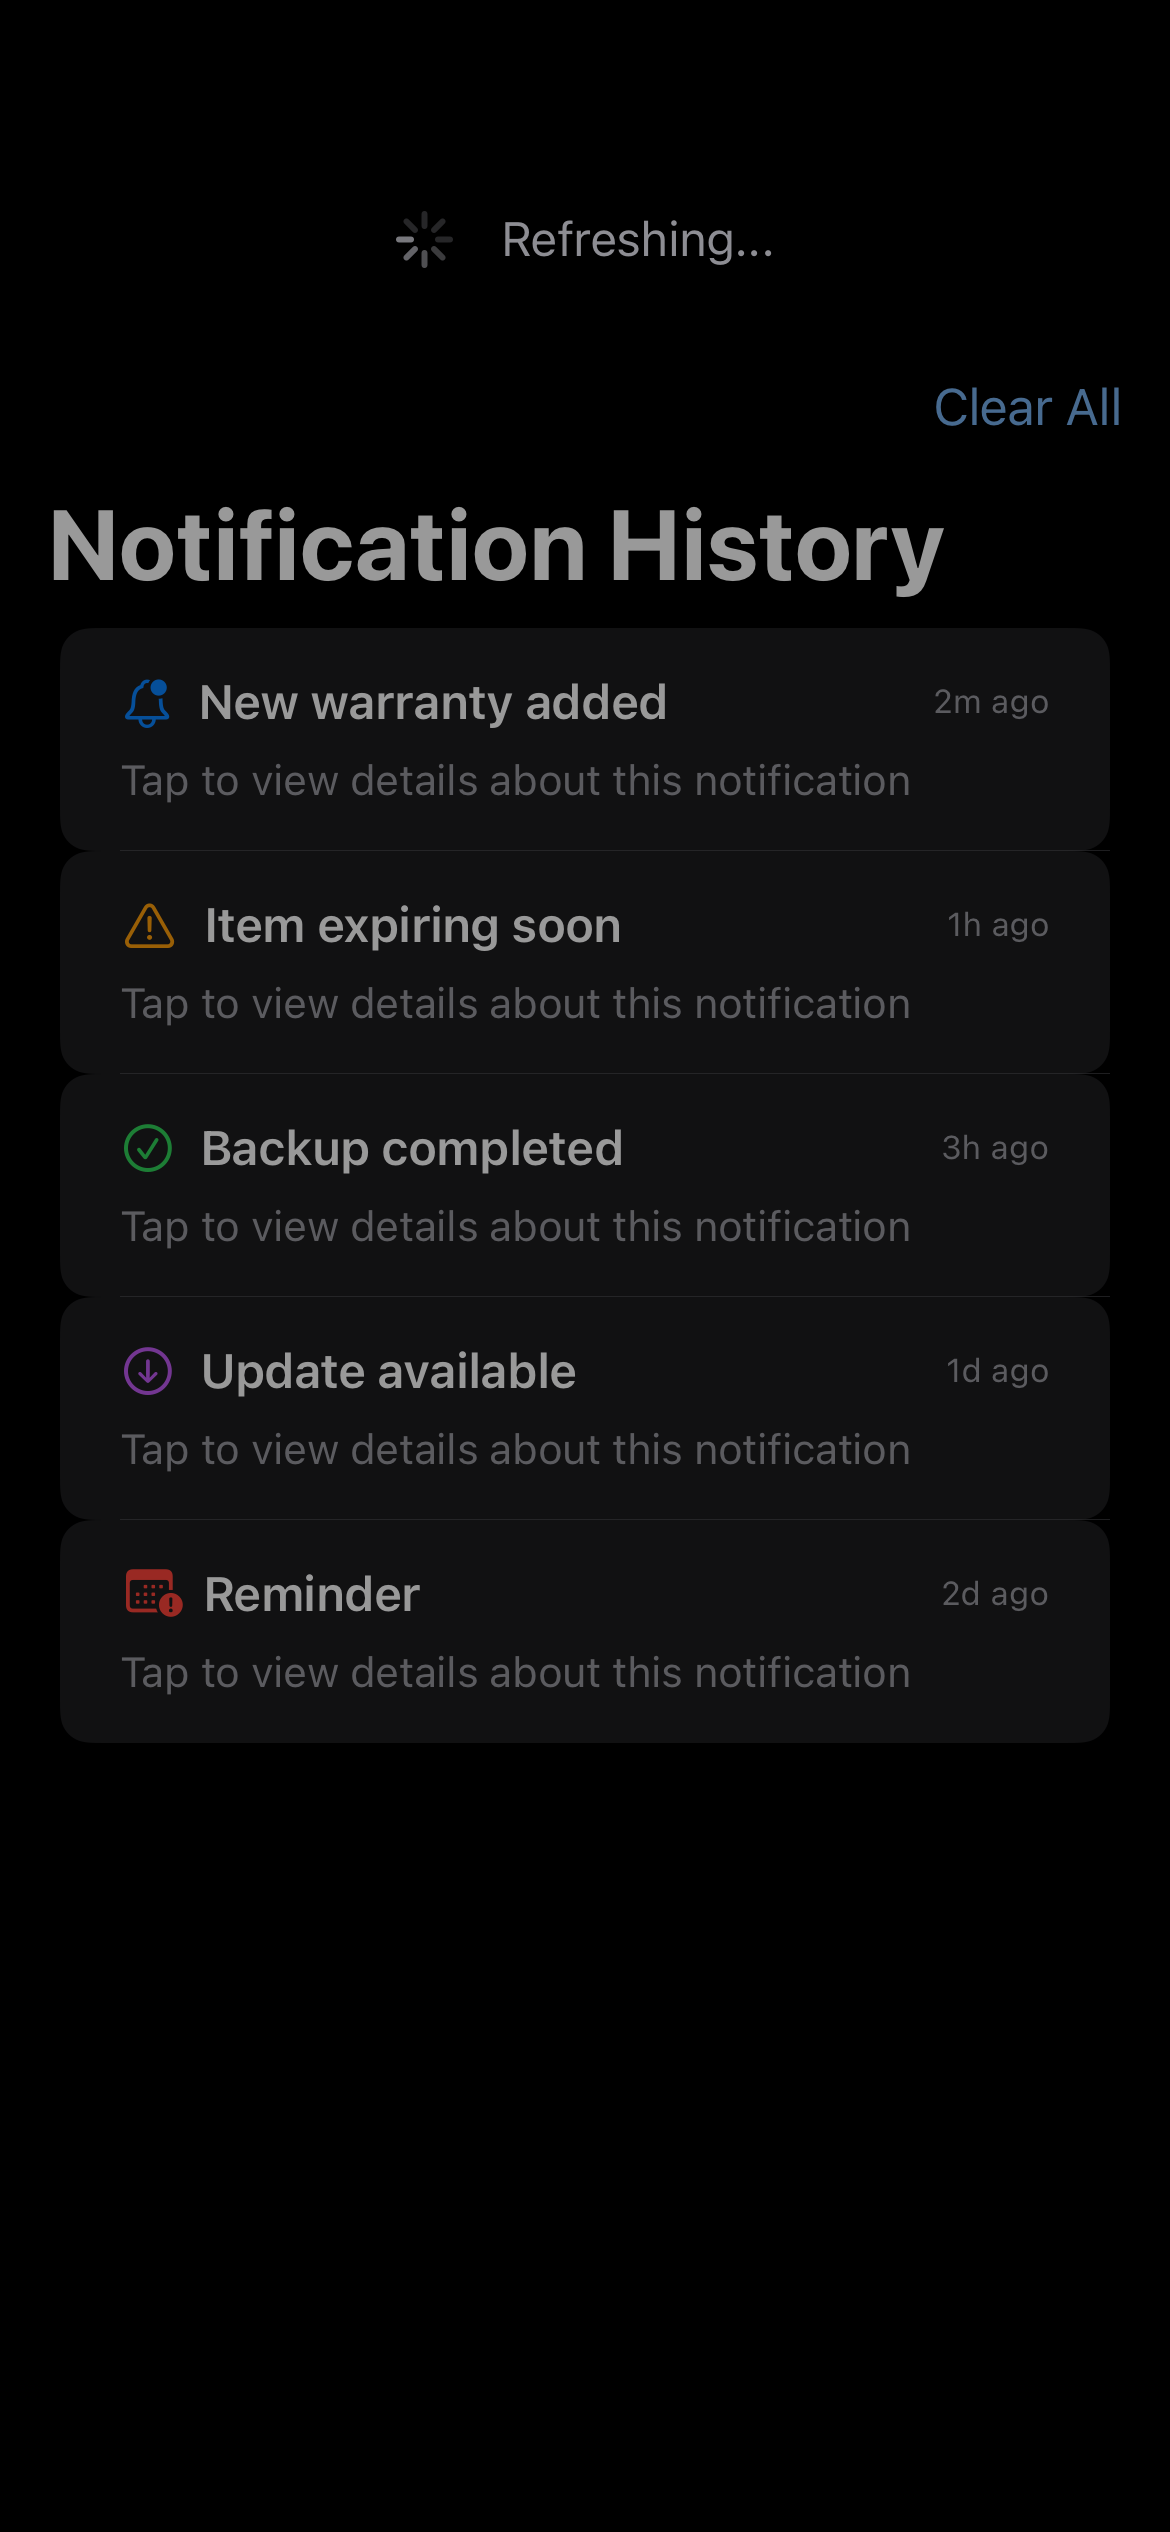 Refreshing...
Clear All
Notification History
New warranty added
2m ago
Tap to view details about this notification
Item expiring soon
1h ago
Tap to view details about this notification
Backup completed
3h ago
Tap to view details about this notification
Update available
1d ago
Tap to view details about this notification
Reminder
2d ago
Tap to view details about this notification